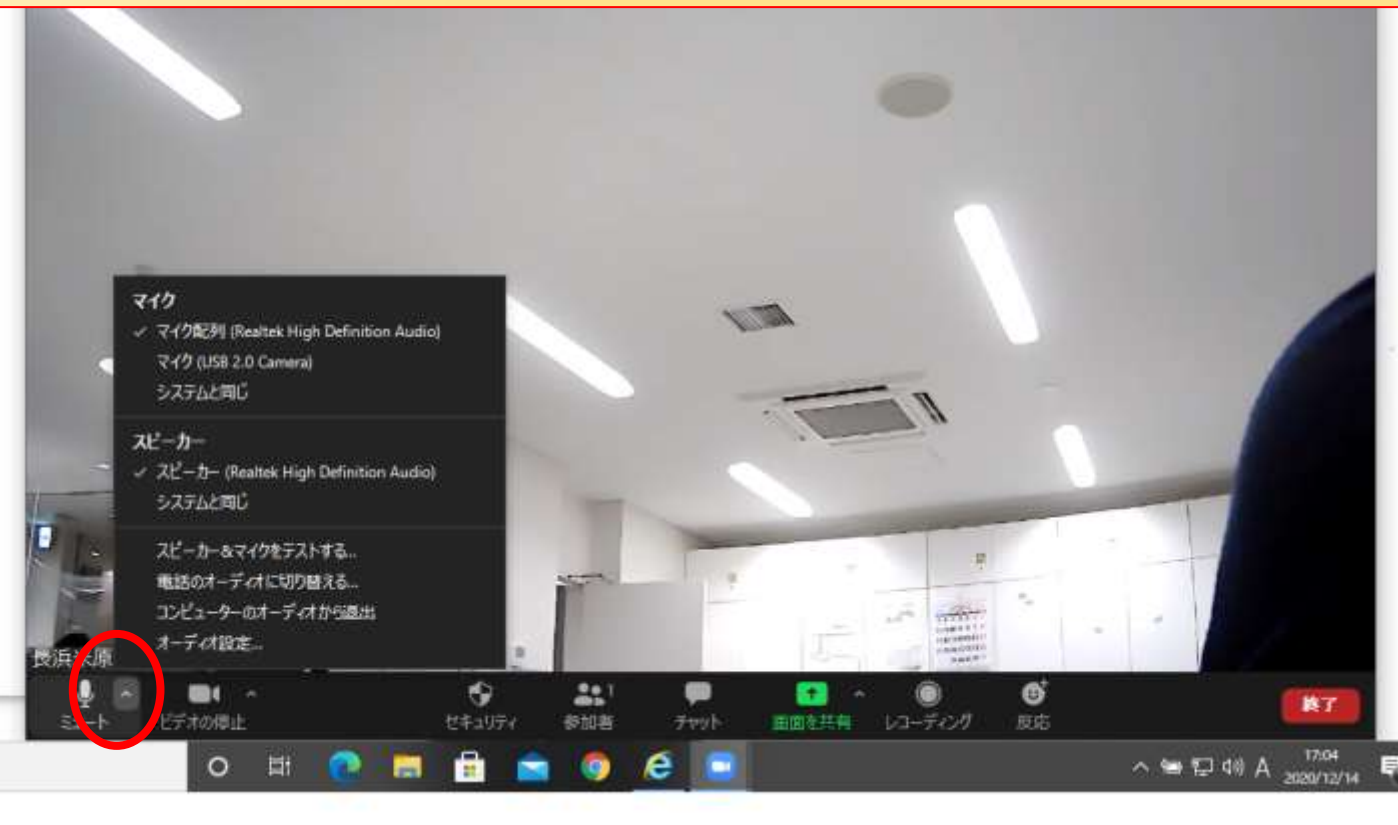 マイク
マイク配列 (Realtek High Definition Audio)
マイク (USB 2.0 Camera)
システムと同じ
スピーカー
スピーカー (Realtek High Definition Audio)
システムと同じ
スピーカー&マイクをテストする...
電話のオーディオに切り替える...
コンピューターのオーディオから退出
オーディオ設定...
長浜米原
ミュート ビデオの停止 セキュリティ 参加者 1 チャット 画面を共有 レコーディング 反応 終了
A 17:04
2020/12/14